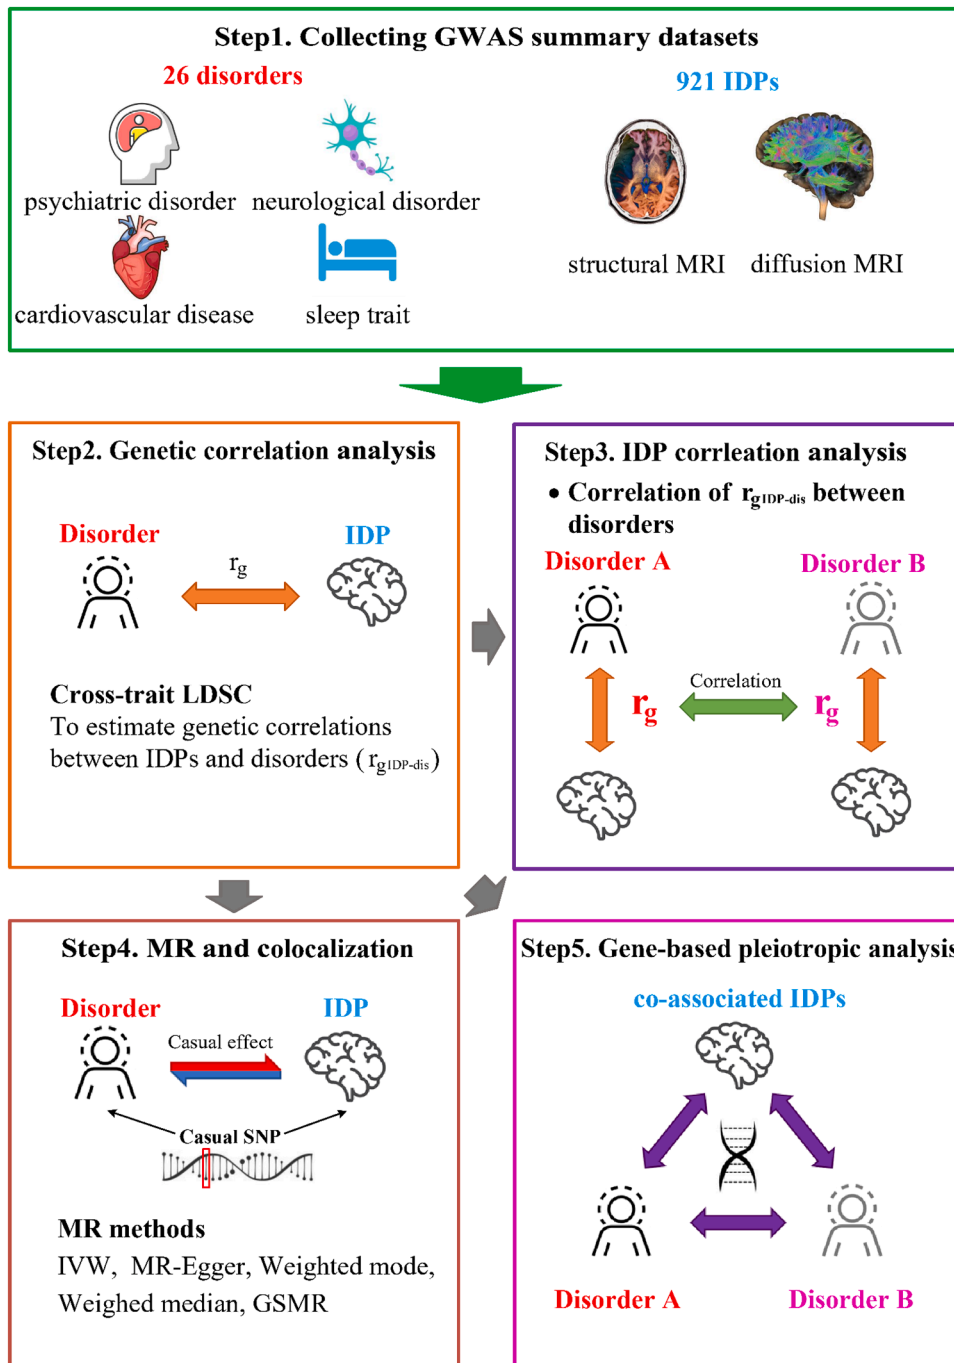 Step1. Collecting GWAS summary datasets
26 disorders
921 IDPs
psychiatric disorder
neurological disorder
cardiovascular disease
sleep trait
structural MRI
diffusion MRI
Step2. Genetic correlation analysis
Disorder
IDP
rg
Cross-trait LDSC
To estimate genetic correlations
between IDPs and disorders (rgIDP-dis)
Step3. IDP corrleation analysis
• Correlation of rgIDP-dis between
disorders
Disorder A
Disorder B
Correlation
rg
rg
Step4. MR and colocalization
Disorder
IDP
Casual effect
Casual SNP
MR methods
IVW, MR-Egger, Weighted mode,
Weighed median, GSMR
Step5. Gene-based pleiotropic analysis
co-associated IDPs
Disorder A
Disorder B